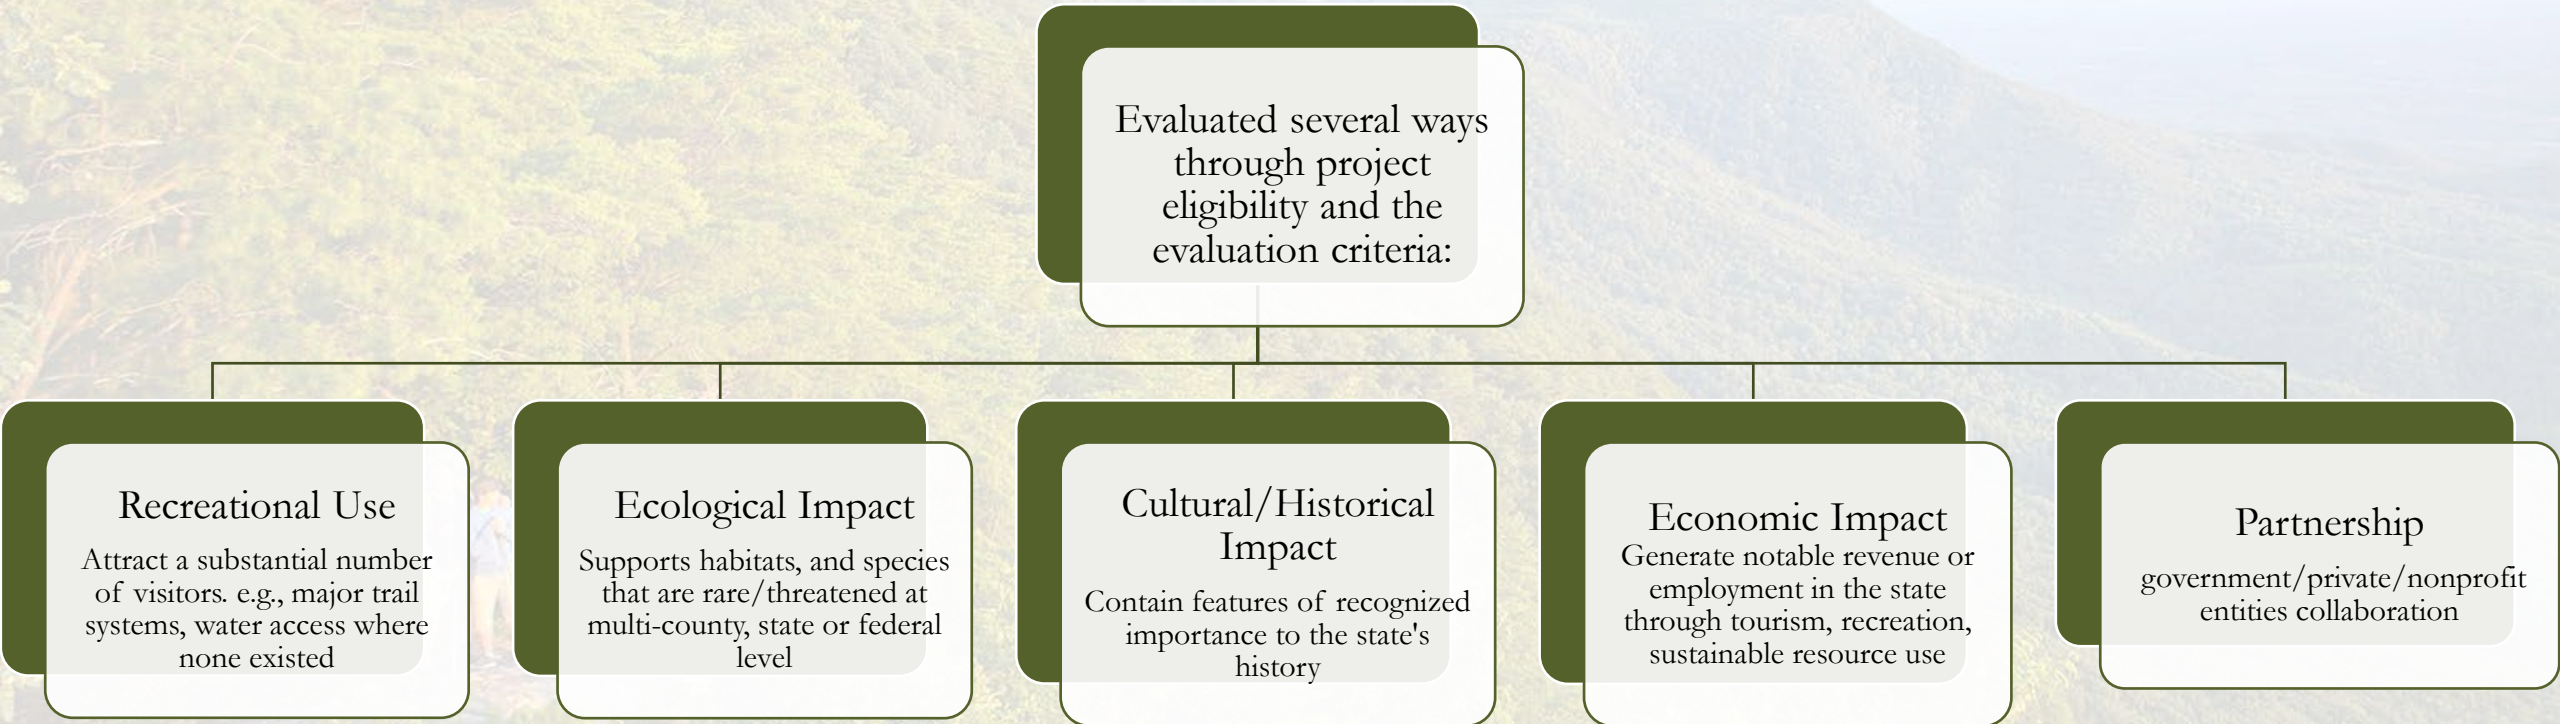 Evaluated several ways
through project
eligibility and the
evaluation criteria:
Recreational Use
Attract a substantial number
of visitors. e.g., major trail
systems, water access where
none existed
Ecological Impact
Supports habitats, and species
that are rare/threatened at
multi-county, state or federal
level
Cultural/Historical
Impact
Contain features of recognized
importance to the state's
history
Economic Impact
Generate notable revenue or
employment in the state
through tourism, recreation,
sustainable resource use
Partnership
government/private/nonprofit
entities collaboration